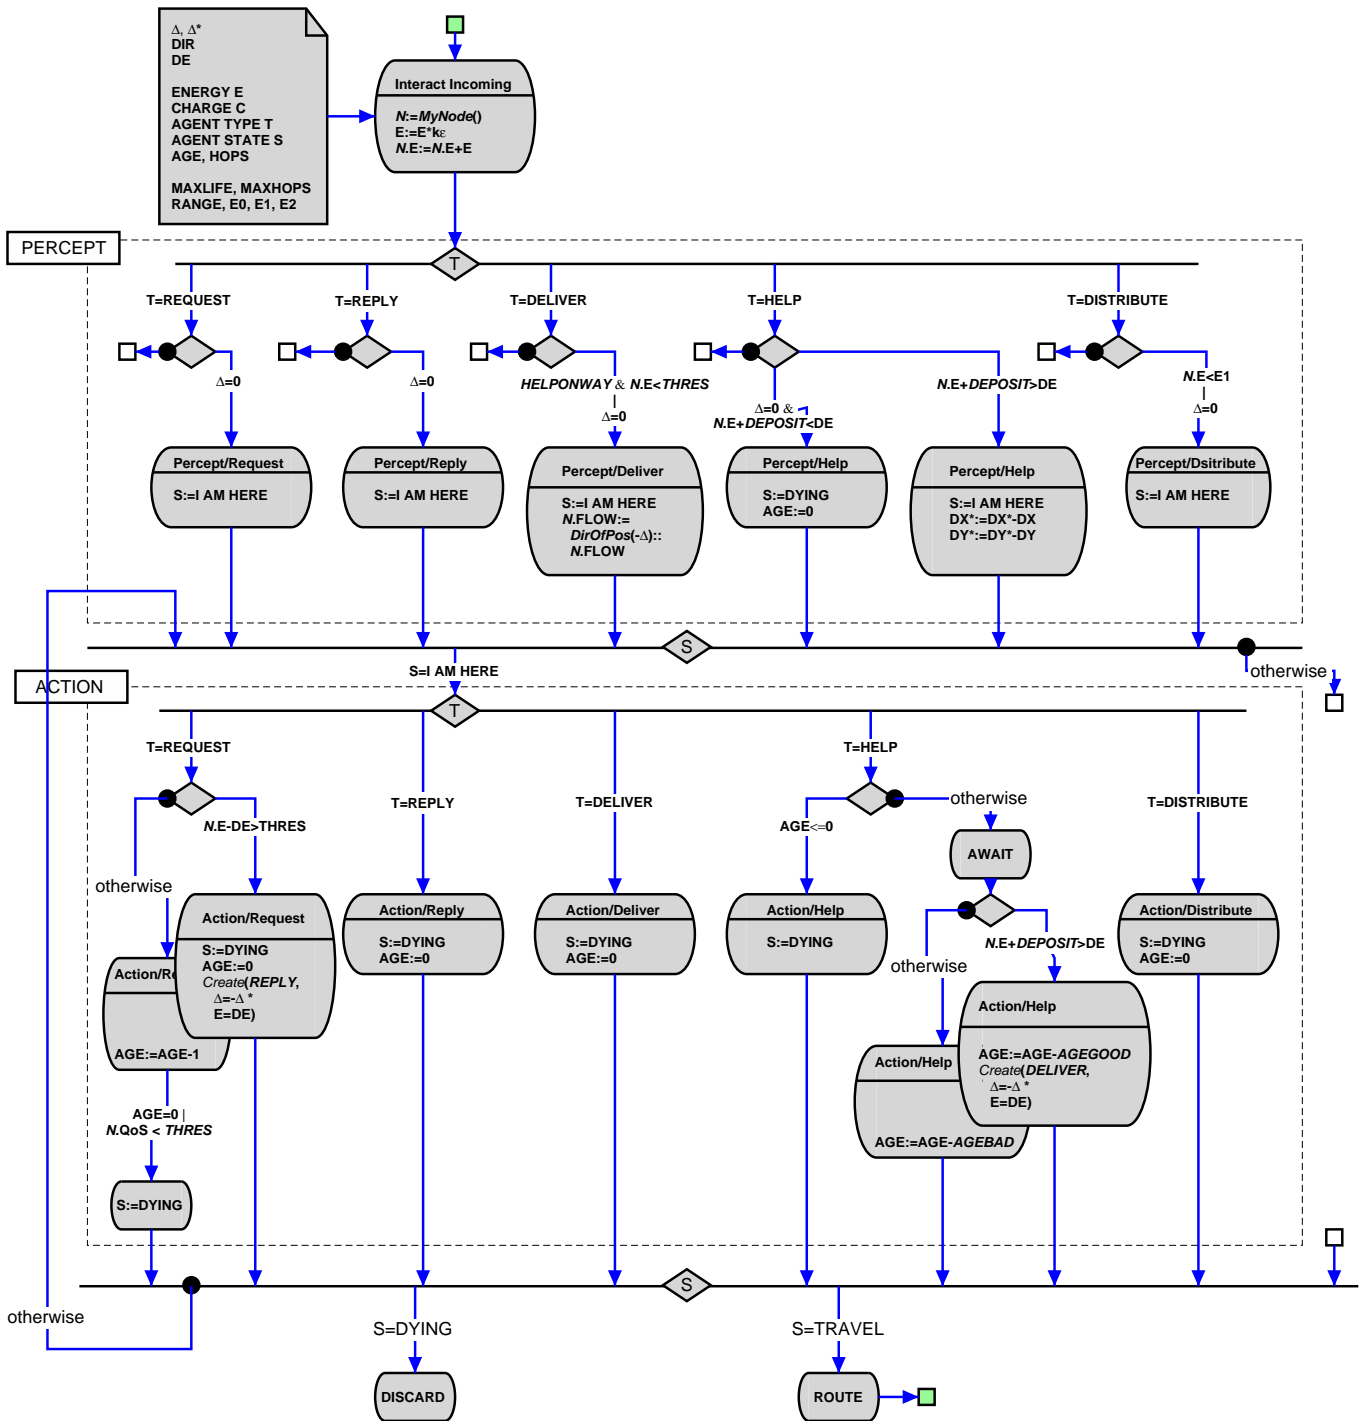 Δ, Δ*
DIR
DE
ENERGY E
CHARGE C
AGENT TYPE T
AGENT STATE S
AGE, HOPS
MAXLIFE, MAXHOPS
RANGE, E0, E1, E2
Interact Incoming
N:=MyNode()
E:=E*kε
N.E:=N.E+E
PERCEPT
T
T=REQUEST
T=REPLY
T=DELIVER
T=HELP
T=DISTRIBUTE
Δ=0
Δ=0
HELPONWAY & N.E<THRES
|
Δ=0
Δ=0 &
N.E+DEPOSIT<DE
N.E+DEPOSIT>DE
N.E<E1
|
Δ=0
Percept/Request
S:=I AM HERE
Percept/Reply
S:=I AM HERE
Percept/Deliver
S:=I AM HERE
N.FLOW:=
DirOfPos(-Δ)::
N.FLOW
Percept/Help
S:=DYING
AGE:=0
Percept/Help
S:=I AM HERE
DX*:=DX*-DX
DY*:=DY*-DY
Percept/Dsitribute
S:=I AM HERE
S
otherwise
S=I AM HERE
ACTION
T
T=REQUEST
T=REPLY
T=DELIVER
T=HELP
T=DISTRIBUTE
N.E-DE>THRES
otherwise
AGE<=0
otherwise
AWAIT
N.E+DEPOSIT>DE
otherwise
Action/Re
AGE:=AGE-1
Action/Request
S:=DYING
AGE:=0
Create(REPLY,
Δ=-Δ *
E=DE)
Action/Reply
S:=DYING
AGE:=0
Action/Deliver
S:=DYING
AGE:=0
Action/Help
S:=DYING
Action/Help
AGE:=AGE-AGEBAD
Action/Help
AGE:=AGE-AGEGOOD
Create(DELIVER,
Δ=-Δ *
E=DE)
Action/Distribute
S:=DYING
AGE:=0
AGE=0 |
N.QoS < THRES
S:=DYING
S
otherwise
S=DYING
S=TRAVEL
DISCARD
ROUTE